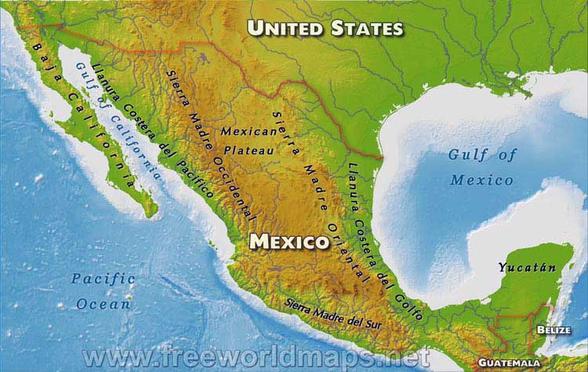 UNITED STATES
Baja California
Gulf of California
Llanura Costera del Pacífico
Sierra Madre Occidental
Mexican
Plateau
Sierra Madre Oriental
Llanura Costera del Golfo
Gulf of
Mexico
MEXICO
Yucatán
Pacific
Ocean
Sierra Madre del Sur
BELIZE
GUATEMALA
www.freeworldmaps.net